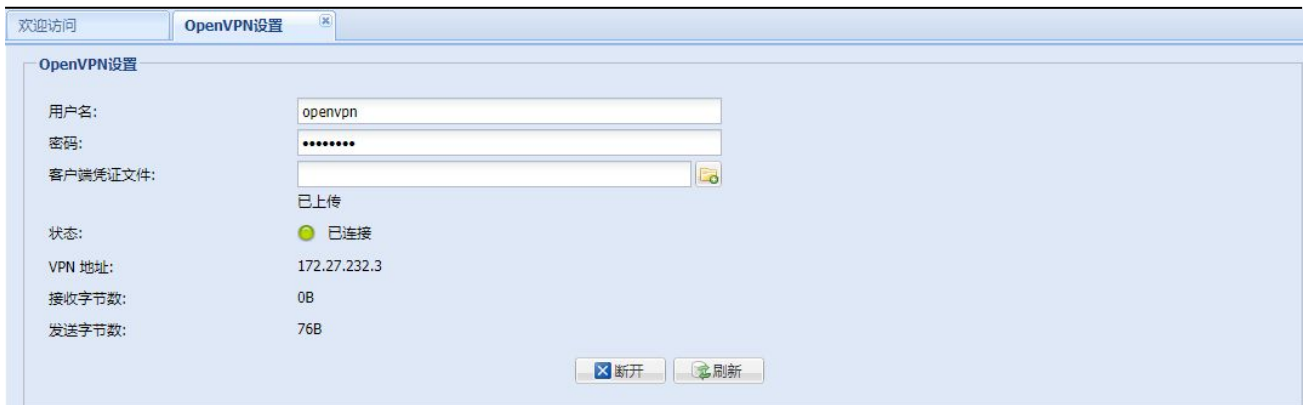 欢迎访问 OpenVPN设置
OpenVPN设置
用户名: openvpn
密码: ••••••••
客户端凭证文件:
已上传
状态: 已连接
VPN 地址: 172.27.232.3
接收字节数: 0B
发送字节数: 76B
断开 刷新